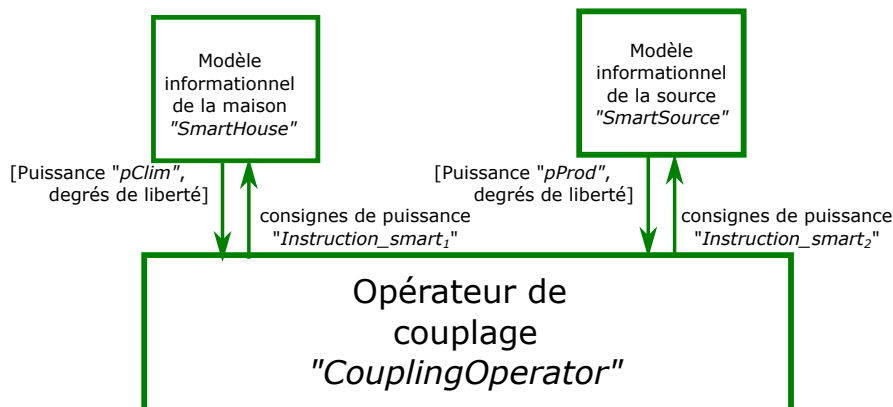 Modèle
informationnel
de la maison
"SmartHouse"
Modèle
informationnel
de la source
"SmartSource"
[Puissance "pClim",
degrés de liberté]
consignes de puissance
"Instruction_smart₁"
[Puissance "pProd",
degrés de liberté]
consignes de puissance
"Instruction_smart₂"
Opérateur de
couplage
"CouplingOperator"